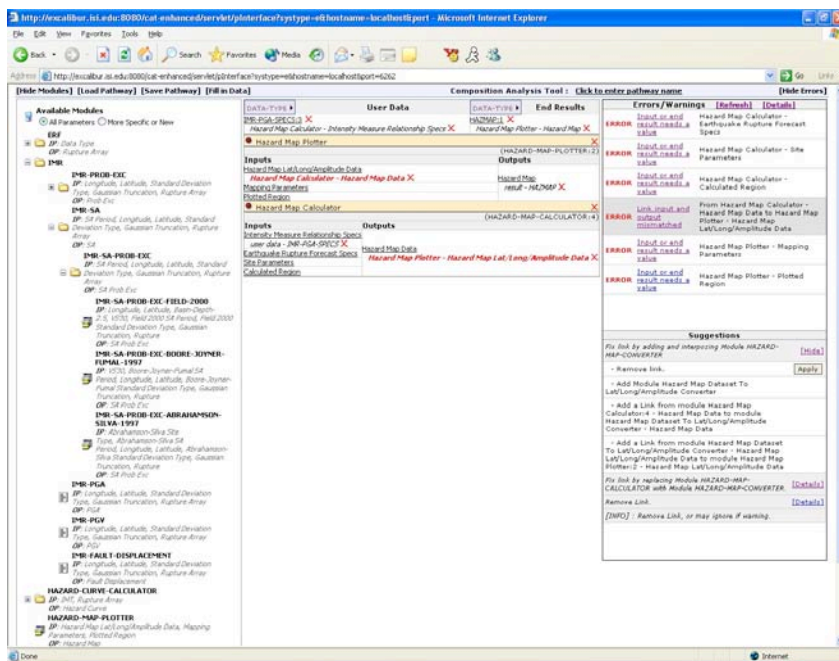 http://excalibur.isi.edu:8080/cat-enhanced/servlet/pInterface?systype=e&hostname=localhost&port - Microsoft Internet Explorer
File Edit View Favorites Tools Help
Back Search Favorites Media
Address http://excalibur.isi.edu:8080/cat-enhanced/servlet/pInterface?systype=e&hostname=localhost&port=6262 Go Links
[Hide Modules] [Load Pathway] [Save Pathway] [Fill in Data] Composition Analysis Tool : Click to enter pathway name [Hide Errors]
Available Modules
All Parameters More Specific or New
ERF
IP: Data Type
OP: Rupture Array
IMR
IMR-PROB-EXC
IP: Longitude, Latitude, Standard Deviation
Type, Gaussian Truncation, Rupture
Array
OP: Prob Exc
IMR-SA
IP: SA Period, Longitude, Latitude, Standard
Deviation Type, Gaussian Truncation, Rupture
Array
OP: SA
IMR-SA-PROB-EXC
IP: SA Period, Longitude, Latitude, Standard
Deviation Type, Gaussian Truncation, Rupture
Array
OP: SA Prob Exc
IMR-SA-PROB-EXC-FIELD-2000
IP: Longitude, Latitude, Basin-Depth-
2.5, VS30, Field 2000 SA Period, Field 2000
Standard Deviation Type, Gaussian
Truncation, Rupture
OP: SA Prob Exc
IMR-SA-PROB-EXC-BOORE-JOYNER-
FUMAL-1997
IP: VS30, Boore-Joyner-Fumal SA
Period, Longitude, Latitude, Boore-Joyner-
Fumal Standard Deviation Type, Gaussian
Truncation, Rupture
OP: SA Prob Exc
IMR-SA-PROB-EXC-ABRAHAMSON-
SILVA-1997
IP: Abrahamson-Silva Site
Type, Abrahamson-Silva SA
Period, Longitude, Latitude, Abrahamson-
Silva Standard Deviation Type, Gaussian
Truncation, Rupture
OP: SA Prob Exc
IMR-PGA
IP: Longitude, Latitude, Standard Deviation
Type, Gaussian Truncation, Rupture Array
OP: PGA
IMR-PGV
IP: Longitude, Latitude, Standard Deviation
Type, Gaussian Truncation, Rupture Array
OP: PGV
IMR-FAULT-DISPLACEMENT
IP: Longitude, Latitude, Standard Deviation
Type, Gaussian Truncation, Rupture Array
OP: Fault Displacement
HAZARD-CURVE-CALCULATOR
IP: IMT, Rupture Array
OP: Hazard Curve
HAZARD-MAP-PLOTTER
IP: Hazard Map Lat/Long/Amplitude Data, Mapping
Parameters, Plotted Region
OP: Hazard Map
DATA-TYPE User Data DATA-TYPE End Results
IMR-PGA-SPECS:3 X HAZMAP:1 X
Hazard Map Calculator - Intensity Measure Relationship Specs X Hazard Map Plotter - Hazard Map X
Hazard Map Plotter X
(HAZARD-MAP-PLOTTER:2)
Inputs Outputs
Hazard Map Lat/Long/Amplitude Data
Hazard Map Calculator - Hazard Map Data X Hazard Map
Mapping Parameters result - HAZMAP X
Plotted Region
Hazard Map Calculator X
(HAZARD-MAP-CALCULATOR:4)
Inputs Outputs
Intensity Measure Relationship Specs
user data - IMR-PGA-SPECS X Hazard Map Data
Earthquake Rupture Forecast Specs Hazard Map Plotter - Hazard Map Lat/Long/Amplitude Data X
Site Parameters
Calculated Region
Errors/Warnings [Refresh] [Details]
ERROR Input or end result needs a value Hazard Map Calculator - Earthquake Rupture Forecast Specs
ERROR Input or end result needs a value Hazard Map Calculator - Site Parameters
ERROR Input or end result needs a value Hazard Map Calculator - Calculated Region
ERROR Link input and output mismatched From Hazard Map Calculator - Hazard Map Data to Hazard Map Plotter - Hazard Map Lat/Long/Amplitude Data
ERROR Input or end result needs a value Hazard Map Plotter - Mapping Parameters
ERROR Input or end result needs a value Hazard Map Plotter - Plotted Region
Suggestions
Fix link by adding and interposing Module HAZARD-
MAP-CONVERTER [Hide]
- Remove link. Apply
- Add Module Hazard Map Dataset To
Lat/Long/Amplitude Converter
- Add a Link from module Hazard Map
Calculator:4 - Hazard Map Data to module
Hazard Map Dataset To Lat/Long/Amplitude
Converter - Hazard Map Data
- Add a Link from module Hazard Map Dataset
To Lat/Long/Amplitude Converter - Hazard Map
Lat/Long/Amplitude Data to module Hazard Map
Plotter:2 - Hazard Map Lat/Long/Amplitude Data
Fix link by replacing Module HAZARD-MAP-
CALCULATOR with Module HAZARD-MAP-CONVERTER. [Details]
Remove Link. [Details]
[INFO] : Remove Link, or may ignore if warning.
Done Internet